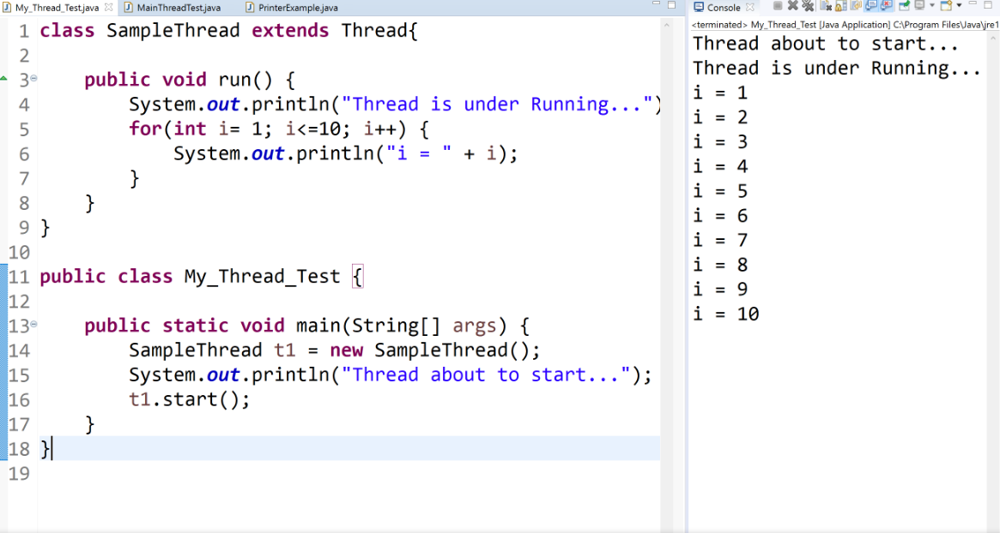 My_Thread_Test.java MainThreadTest.java PrinterExample.java
1 class SampleThread extends Thread{
2
3 public void run() {
4 System.out.println("Thread is under Running...")
5 for(int i= 1; i<=10; i++) {
6 System.out.println("i = " + i);
7 }
8 }
9 }
10
11 public class My_Thread_Test {
12
13 public static void main(String[] args) {
14 SampleThread t1 = new SampleThread();
15 System.out.println("Thread about to start...");
16 t1.start();
17 }
18 }
19
Console
<terminated> My_Thread_Test [Java Application] C:\Program Files\Java\jre1
Thread about to start...
Thread is under Running...
i = 1
i = 2
i = 3
i = 4
i = 5
i = 6
i = 7
i = 8
i = 9
i = 10